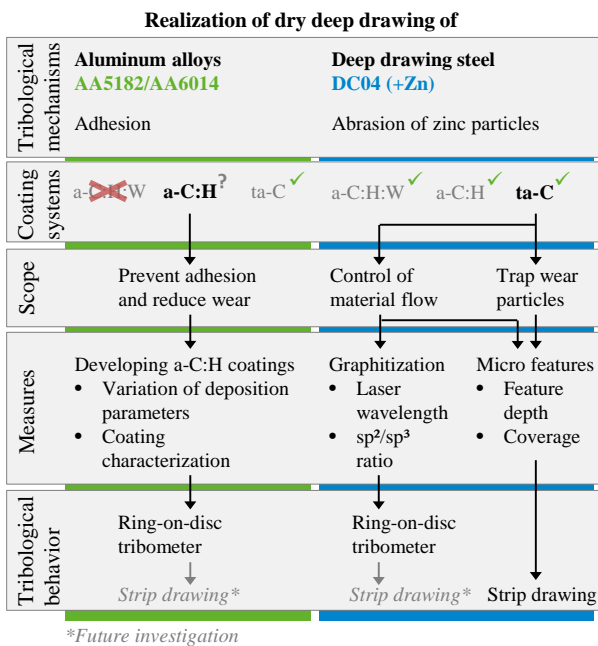 Realization of dry deep drawing of
Tribological mechanisms
Aluminum alloys
AA5182/AA6014
Adhesion
Deep drawing steel
DC04 (+Zn)
Abrasion of zinc particles
Coating systems
a-C:H:W a-C:H? ta-C ✓
a-C:H:W ✓ a-C:H ✓ ta-C ✓
Scope
Prevent adhesion
and reduce wear
Control of
material flow
Trap wear
particles
Measures
Developing a-C:H coatings
• Variation of deposition
parameters
• Coating
characterization
Graphitization
• Laser
wavelength
• sp²/sp³
ratio
Micro features
• Feature
depth
• Coverage
Tribological behavior
Ring-on-disc
tribometer
Strip drawing*
Ring-on-disc
tribometer
Strip drawing*
Strip drawing
*Future investigation